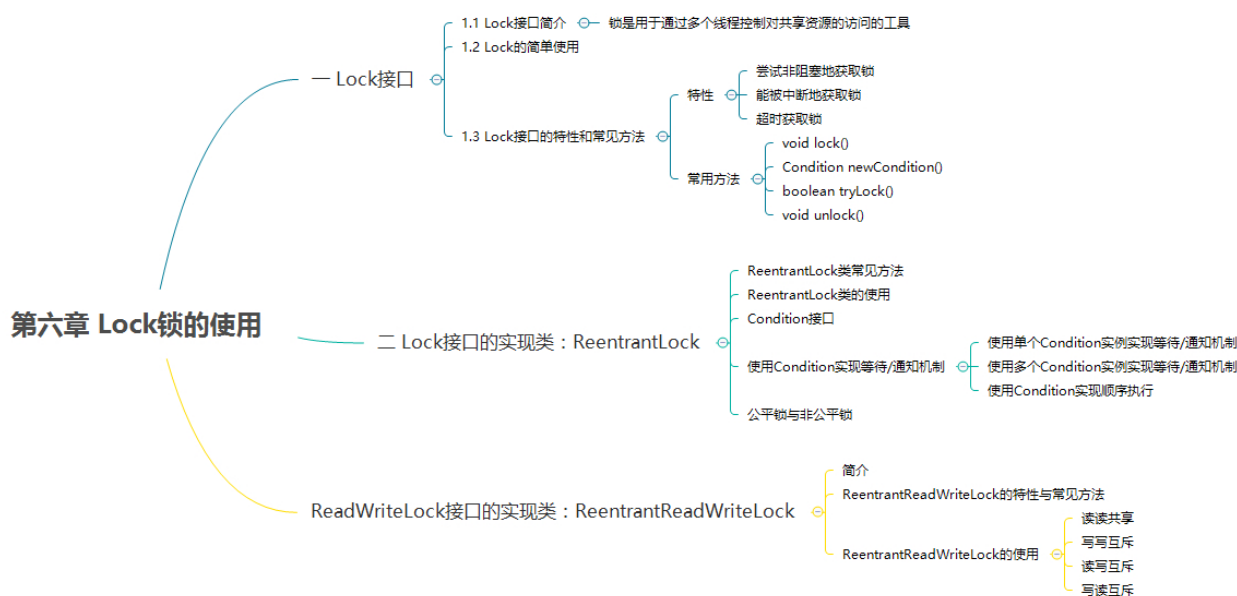 第六章 Lock锁的使用
一 Lock接口
1.1 Lock接口简介
锁是用于通过多个线程控制对共享资源的访问的工具
1.2 Lock的简单使用
1.3 Lock接口的特性和常见方法
特性
尝试非阻塞地获取锁
能被中断地获取锁
超时获取锁
常用方法
void lock()
Condition newCondition()
boolean tryLock()
void unlock()
二 Lock接口的实现类：ReentrantLock
ReentrantLock类常见方法
ReentrantLock类的使用
Condition接口
使用Condition实现等待/通知机制
使用单个Condition实例实现等待/通知机制
使用多个Condition实例实现等待/通知机制
使用Condition实现顺序执行
公平锁与非公平锁
ReadWriteLock接口的实现类：ReentrantReadWriteLock
简介
ReentrantReadWriteLock的特性与常见方法
ReentrantReadWriteLock的使用
读读共享
写写互斥
读写互斥
写读互斥